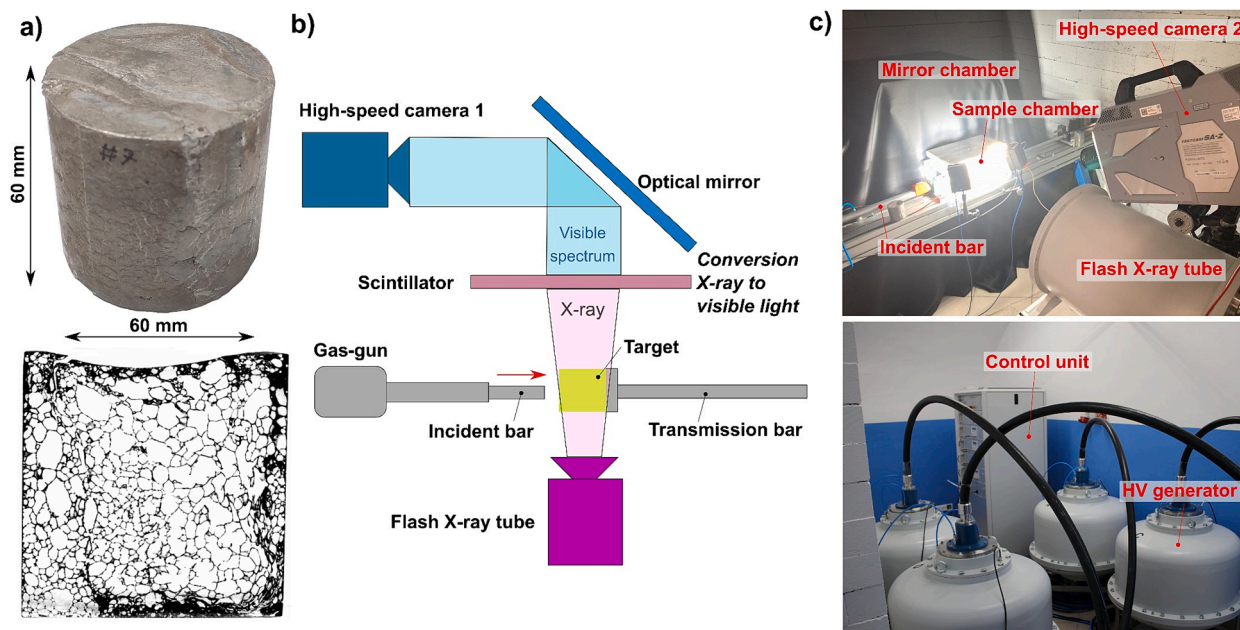 a)
60 mm
#7
60 mm
b)
High-speed camera 1
Optical mirror
Visible
spectrum
Scintillator
Conversion
X-ray to
visible light
X-ray
Gas-gun
Target
Incident bar
Transmission bar
Flash X-ray tube
c)
High-speed camera 2
Mirror chamber
Sample chamber
SA-Z
Incident bar
Flash X-ray tube
Control unit
HV generator